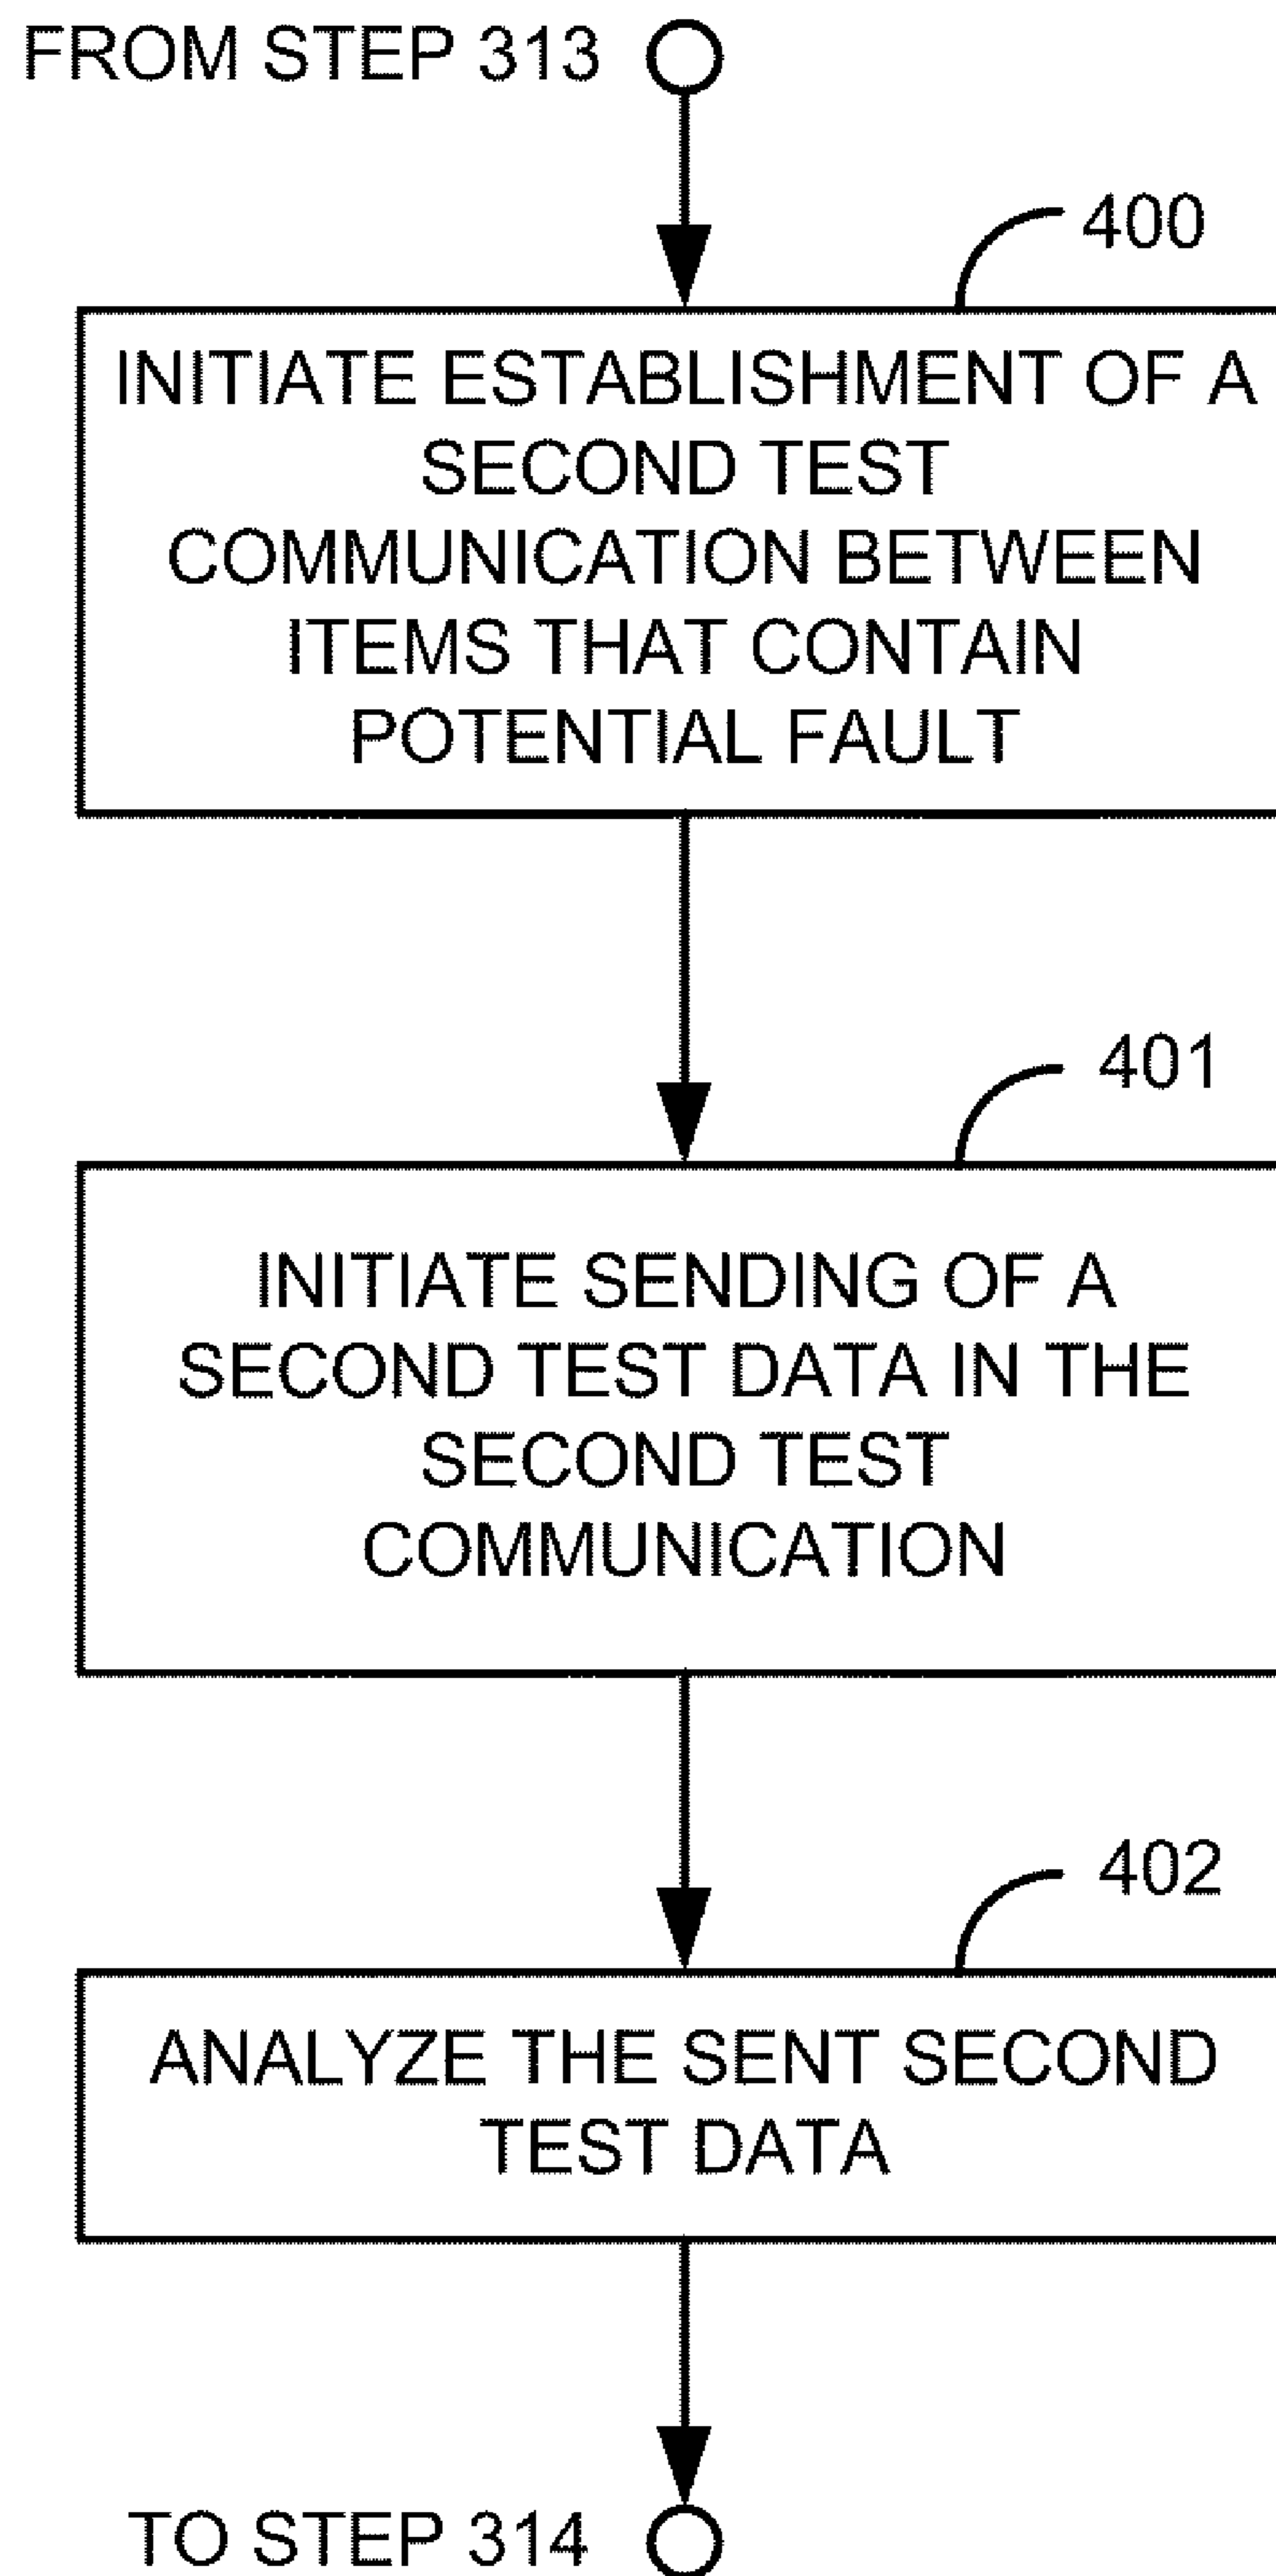 FROM STEP 313
400
INITIATE ESTABLISHMENT OF A
SECOND TEST
COMMUNICATION BETWEEN
ITEMS THAT CONTAIN
POTENTIAL FAULT
401
INITIATE SENDING OF A
SECOND TEST DATA IN THE
SECOND TEST
COMMUNICATION
402
ANALYZE THE SENT SECOND
TEST DATA
TO STEP 314